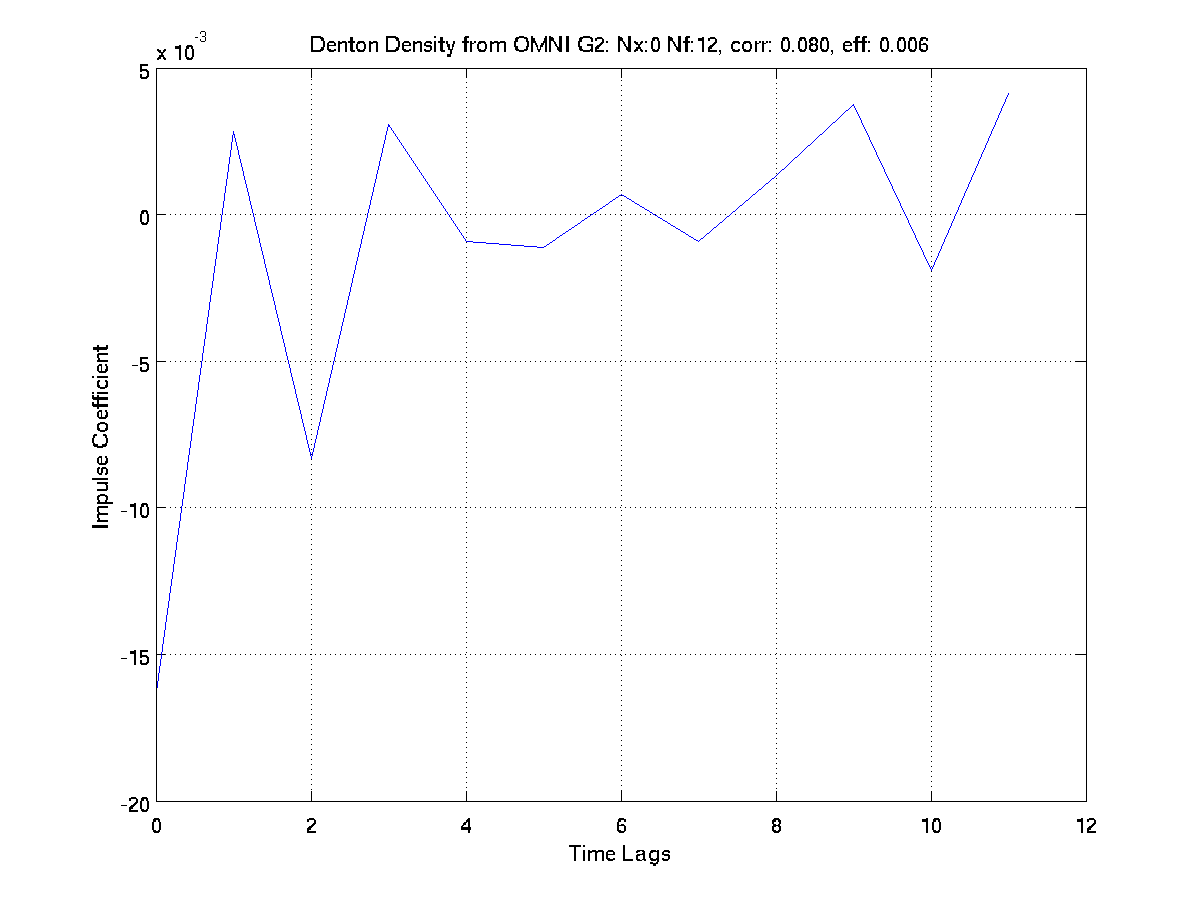 Denton Density from OMNI G2: Nx:0 Nf:12, corr: 0.080, eff: 0.006
x 10^-3
5
0
-5
-10
-15
-20
Impulse Coefficient
0 2 4 6 8 10 12
Time Lags